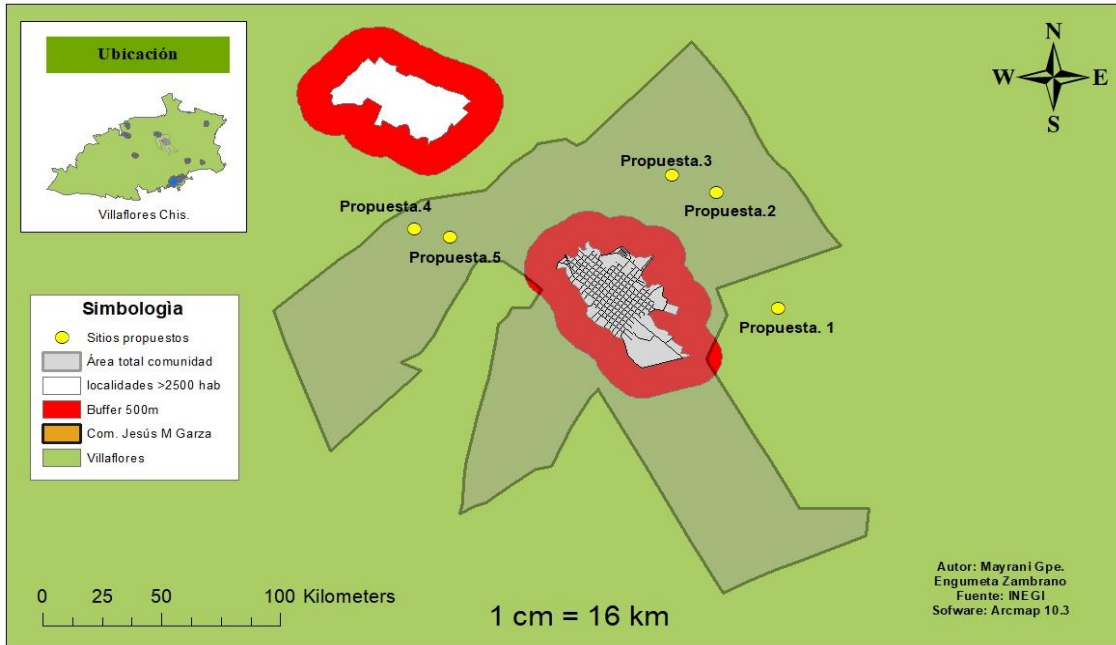 Ubicación
Villaflores Chis.
N
W
E
S
Propuesta.3
Propuesta.2
Propuesta.4
Propuesta.5
Propuesta. 1
Simbologìa
Sitios propuestos
Área total comunidad
localidades >2500 hab
Buffer 500m
Com. Jesús M Garza
Villaflores
0 25 50 100 Kilometers
1 cm = 16 km
Autor: Mayrani Gpe.
Engumeta Zambrano
Fuente: INEGI
Sofware: Arcmap 10.3